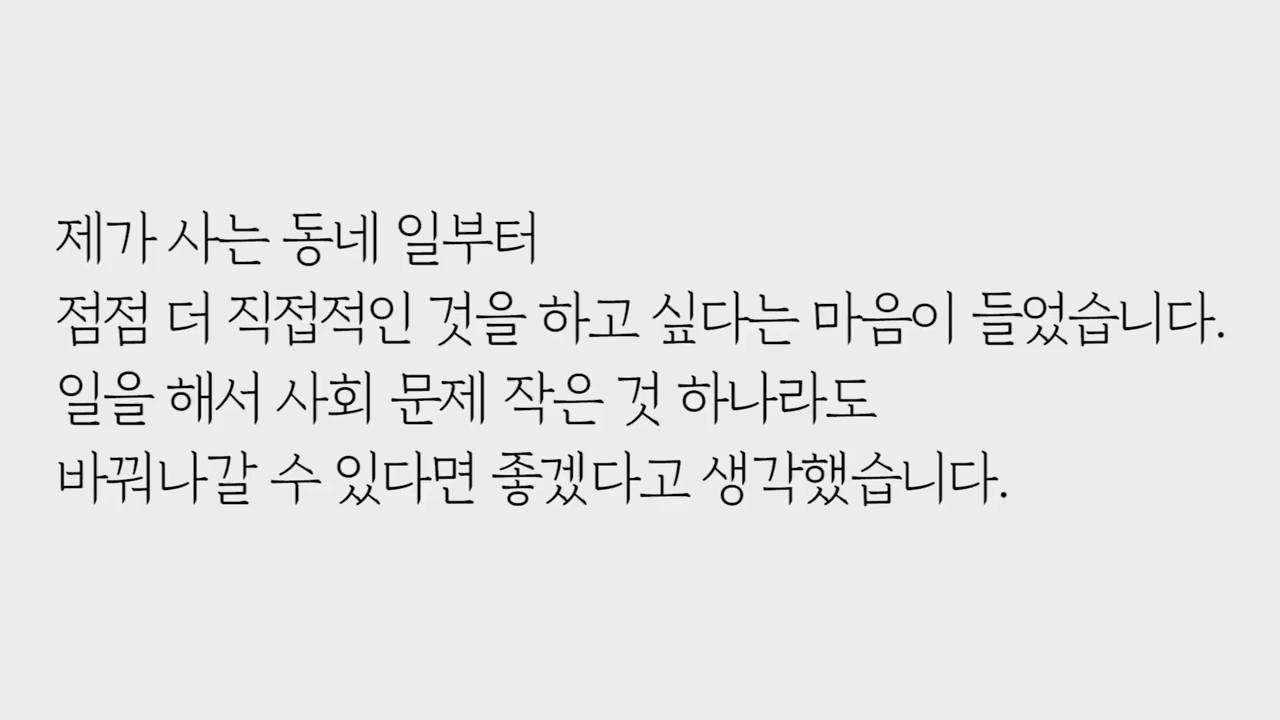 제가 사는 동네 일부터
점점 더 직접적인 것을 하고 싶다는 마음이 들었습니다.
일을 해서 사회 문제 작은 것 하나라도
바꿔나갈 수 있다면 좋겠다고 생각했습니다.